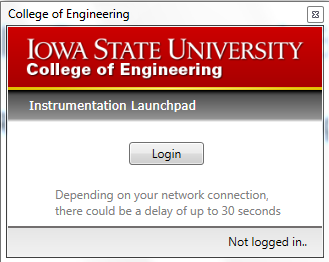 College of Engineering
IOWA STATE UNIVERSITY
College of Engineering
Instrumentation Launchpad
Login
Depending on your network connection,
there could be a delay of up to 30 seconds
Not logged in..